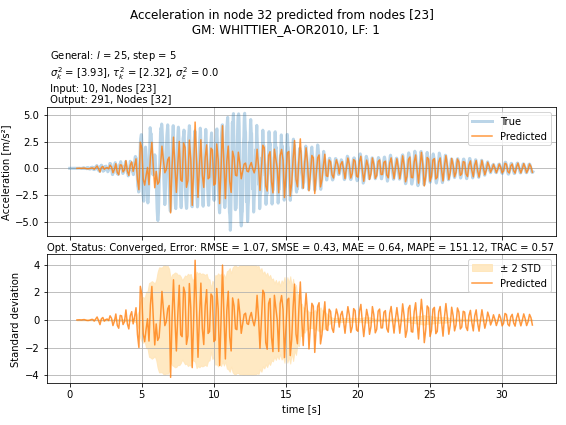 Acceleration in node 32 predicted from nodes [23]
GM: WHITTIER_A-OR2010, LF: 1
General: l = 25, step = 5
σ²ₖ = [3.93], τ²ₖ = [2.32], σ²ₑ = 0.0
Input: 10, Nodes [23]
Output: 291, Nodes [32]
5.0
2.5
0.0
−2.5
−5.0
Acceleration [m/s²]
True
Predicted
Opt. Status: Converged, Error: RMSE = 1.07, SMSE = 0.43, MAE = 0.64, MAPE = 151.12, TRAC = 0.57
4
2
0
−2
−4
Standard deviation
± 2 STD
Predicted
0 5 10 15 20 25 30
time [s]